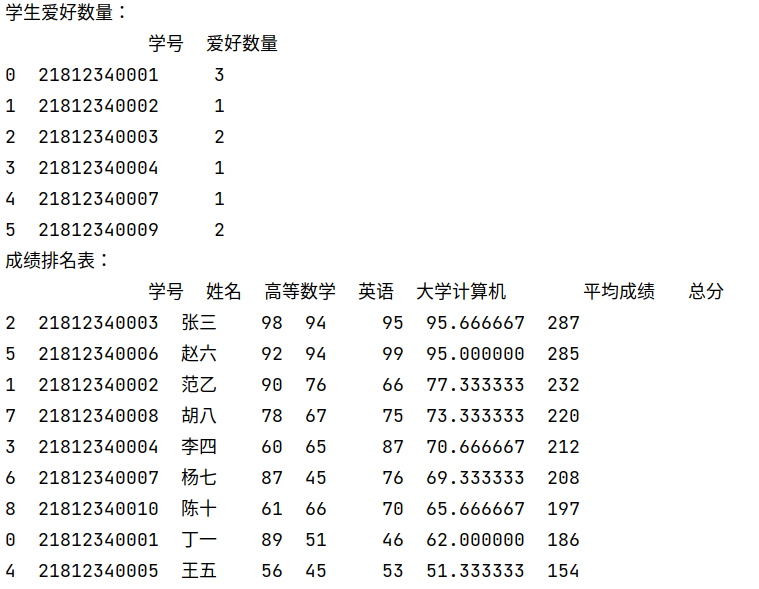 学生爱好数量：
学号 爱好数量
0 21812340001 3
1 21812340002 1
2 21812340003 2
3 21812340004 1
4 21812340007 1
5 21812340009 2
成绩排名表：
学号 姓名 高等数学 英语 大学计算机 平均成绩 总分
2 21812340003 张三 98 94 95 95.666667 287
5 21812340006 赵六 92 94 99 95.000000 285
1 21812340002 范乙 90 76 66 77.333333 232
7 21812340008 胡八 78 67 75 73.333333 220
3 21812340004 李四 60 65 87 70.666667 212
6 21812340007 杨七 87 45 76 69.333333 208
8 21812340010 陈十 61 66 70 65.666667 197
0 21812340001 丁一 89 51 46 62.000000 186
4 21812340005 王五 56 45 53 51.333333 154